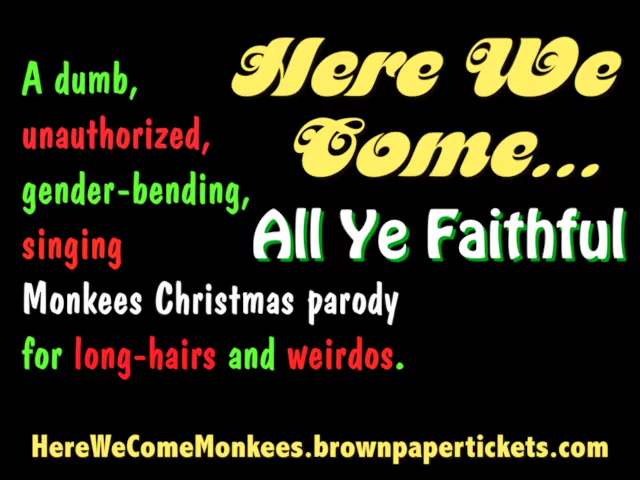 Here We
Come...
All Ye Faithful
A dumb,
unauthorized,
gender-bending,
singing
Monkees Christmas parody
for long-hairs and weirdos.
HereWeComeMonkees.brownpapertickets.com